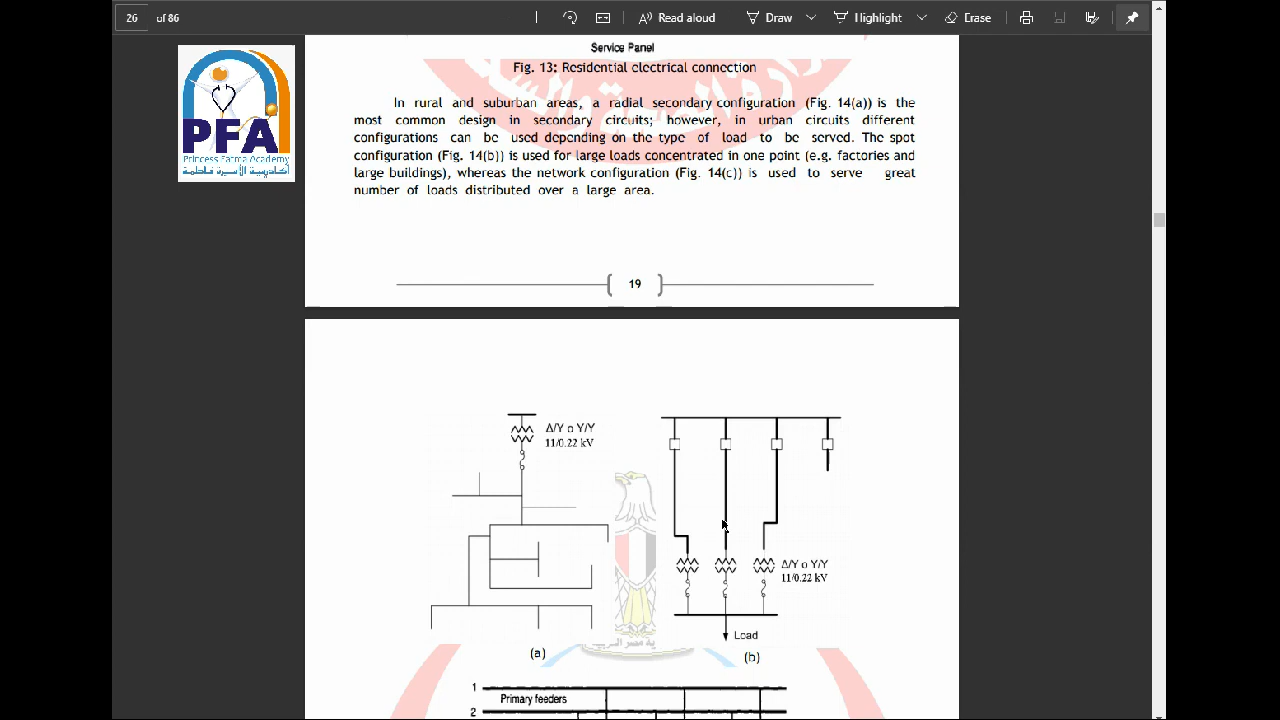 26 of 86
Read aloud
Draw
Highlight
Erase
PFA
Princess Fatma Academy
أكاديمية الأميرة فاطمة
Service Panel
Fig. 13: Residential electrical connection
In rural and suburban areas, a radial secondary configuration (Fig. 14(a)) is the
most common design in secondary circuits; however, in urban circuits different
configurations can be used depending on the type of load to be served. The spot
configuration (Fig. 14(b)) is used for large loads concentrated in one point (e.g. factories and
large buildings), whereas the network configuration (Fig. 14(c)) is used to serve great
number of loads distributed over a large area.
19
Δ/Y o Y/Y
11/0.22 kV
Δ/Y o Y/Y
11/0.22 kV
Load
(a)
(b)
1
Primary feeders
2